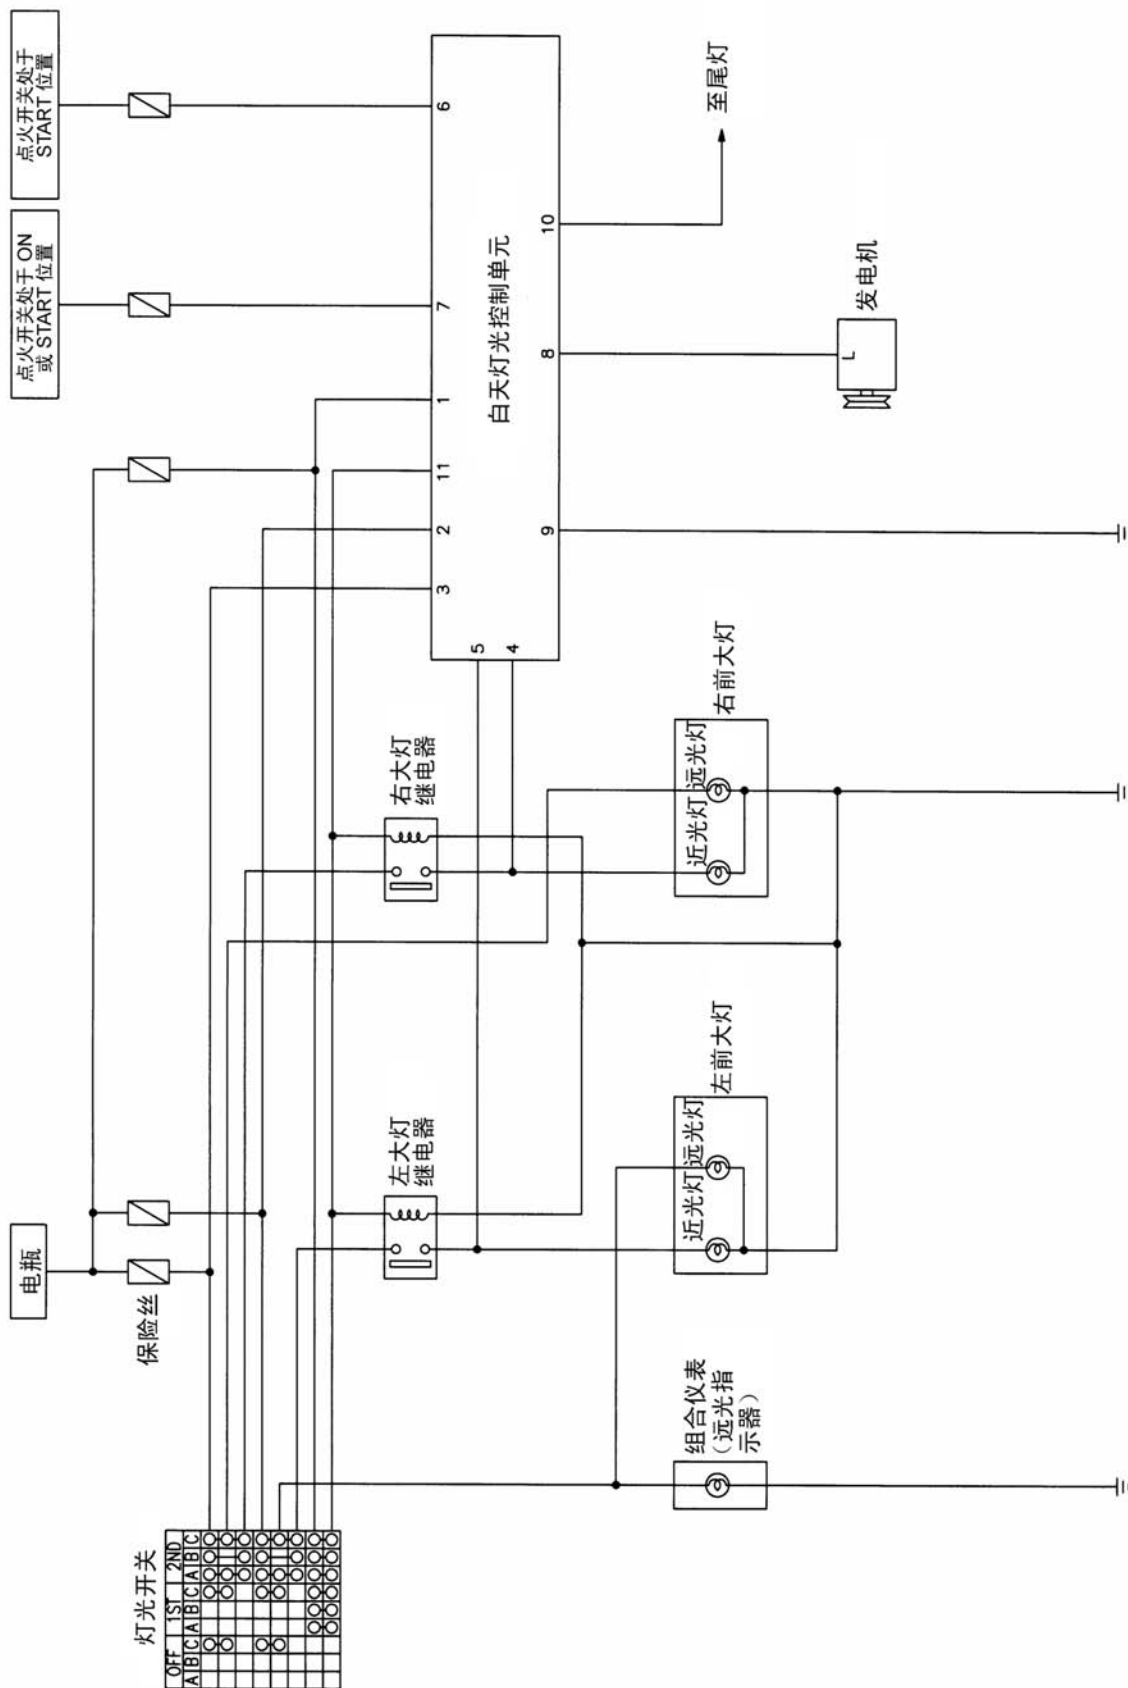 电瓶
点火开关处于 ON
或 START 位置
点火开关处于
START 位置
保险丝
灯光开关
OFF 1ST 2ND
A B C A B C A B C
左大灯
继电器
右大灯
继电器
3 2 11 1 7 6
5
4
白天灯光控制单元
9 8 10
组合仪表
（远光指
示器）
近光灯 远光灯
左前大灯
近光灯 远光灯
右前大灯
至尾灯
L
发电机